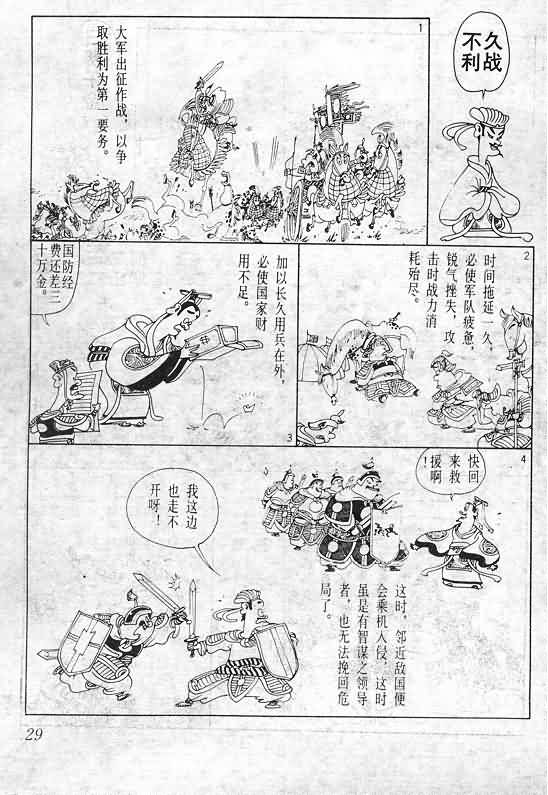 久战
不利
1
大军出征作战，以争
取胜利为第一要务。
2
时间拖延一久，
必使军队疲惫，
锐气挫失，攻
击时战力消
耗殆尽。
3
加以长久用兵在外，
必使国家财
用不足。
国防经
费还差三
十万金。
4
快回
来救
援啊
！
我这边
也走不
开呀！
这时，邻近敌国便
会乘机入侵，这时
虽是有智谋之领导
者，也无法挽回危
局了。
29